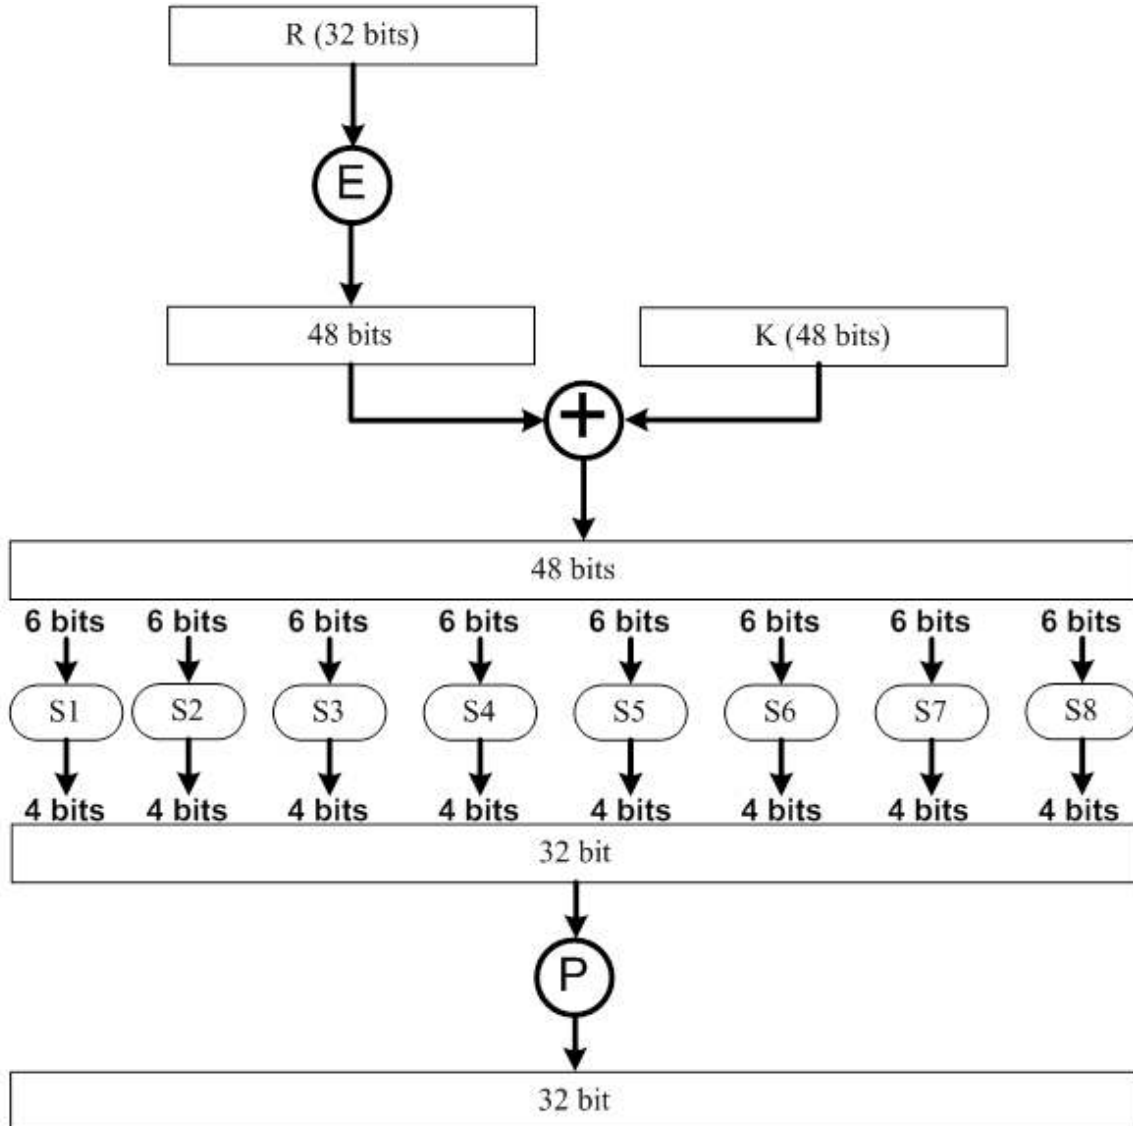 R (32 bits)
E
48 bits
K (48 bits)
+
48 bits
6 bits 6 bits 6 bits 6 bits 6 bits 6 bits 6 bits 6 bits
S1 S2 S3 S4 S5 S6 S7 S8
4 bits 4 bits 4 bits 4 bits 4 bits 4 bits 4 bits 4 bits
32 bit
P
32 bit